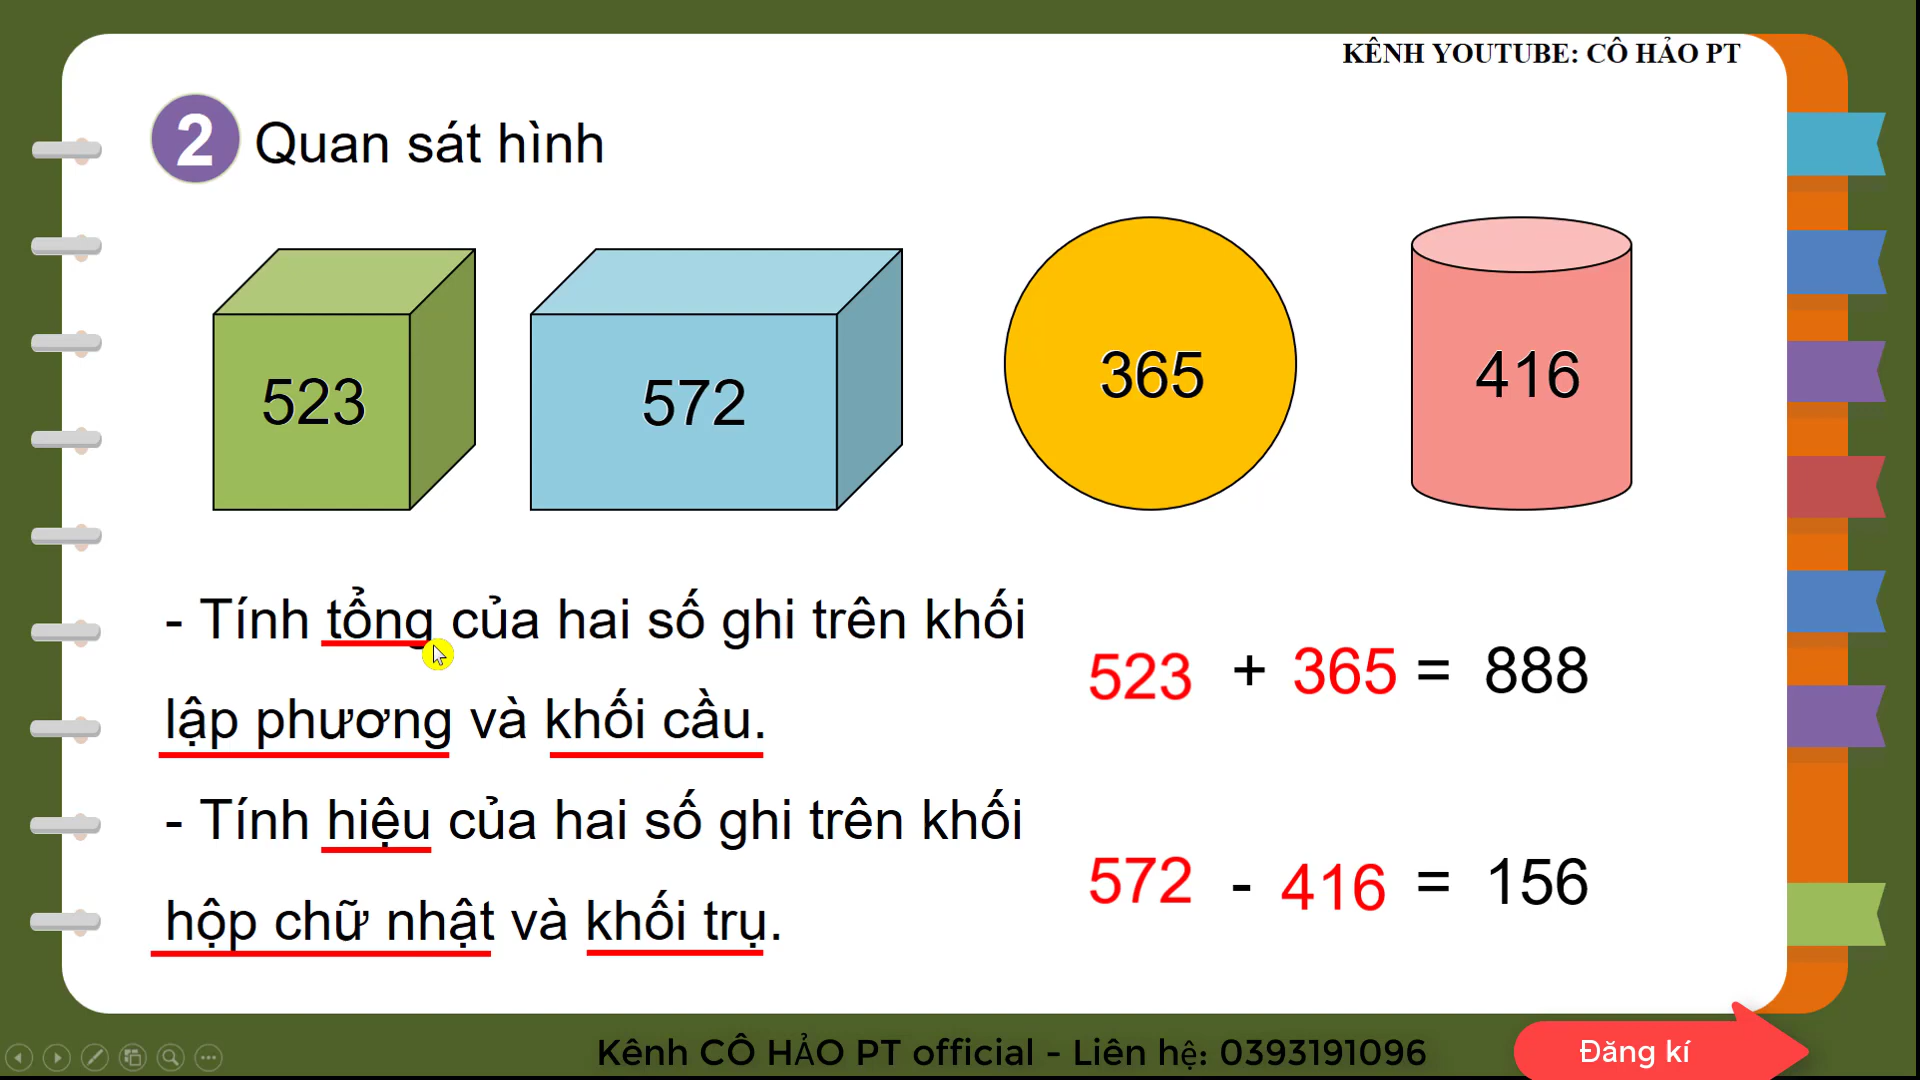 KÊNH YOUTUBE: CÔ HẢO PT
2 Quan sát hình
523 572 365 416
- Tính tổng của hai số ghi trên khối
lập phương và khối cầu.
523 + 365 = 888
- Tính hiệu của hai số ghi trên khối
hộp chữ nhật và khối trụ.
572 - 416 = 156
Kênh CÔ HẢO PT official - Liên hệ: 0393191096
Đăng kí